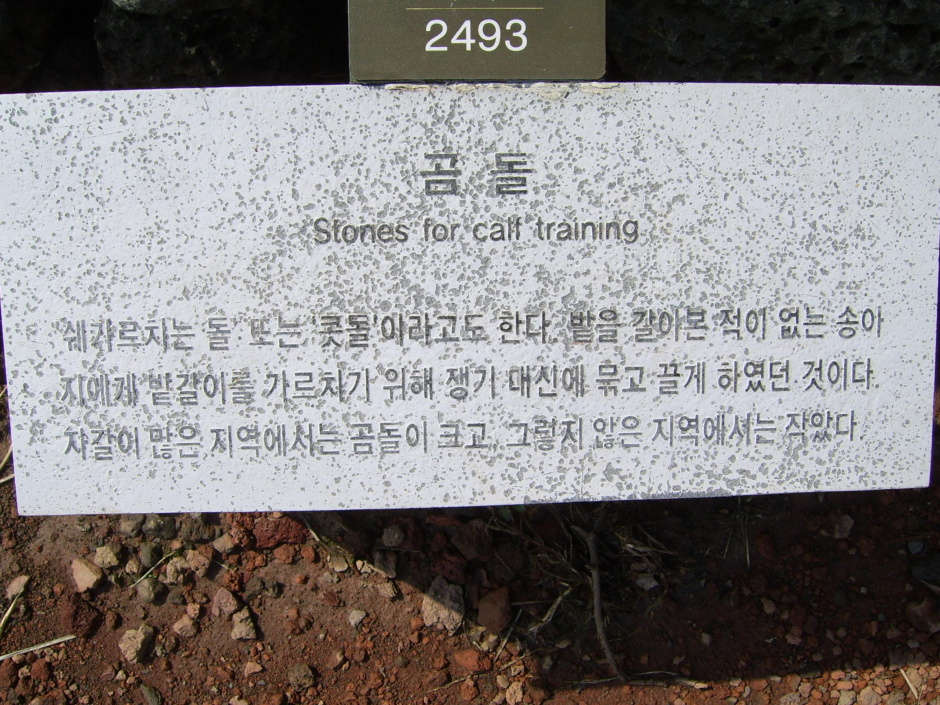 2493
곰 돌
Stones for calf training
'쉐가르치는 돌' 또는 '콧돌'이라고도 한다. 밭을 갈아본 적이 없는 송아
지에게 밭갈이를 가르치기 위해 쟁기 대신에 묶고 끌게 하였던 것이다.
자갈이 많은 지역에서는 곰돌이 크고, 그렇지 않은 지역에서는 작았다.